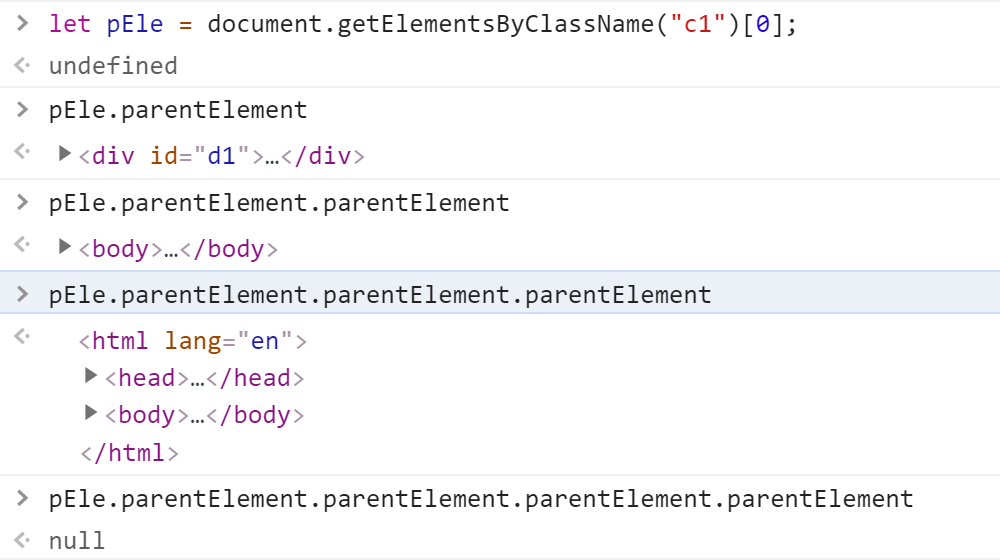 let pEle = document.getElementsByClassName("c1")[0];
undefined
pEle.parentElement
<div id="d1">…</div>
pEle.parentElement.parentElement
<body>…</body>
pEle.parentElement.parentElement.parentElement
<html lang="en">
<head>…</head>
<body>…</body>
</html>
pEle.parentElement.parentElement.parentElement.parentElement
null